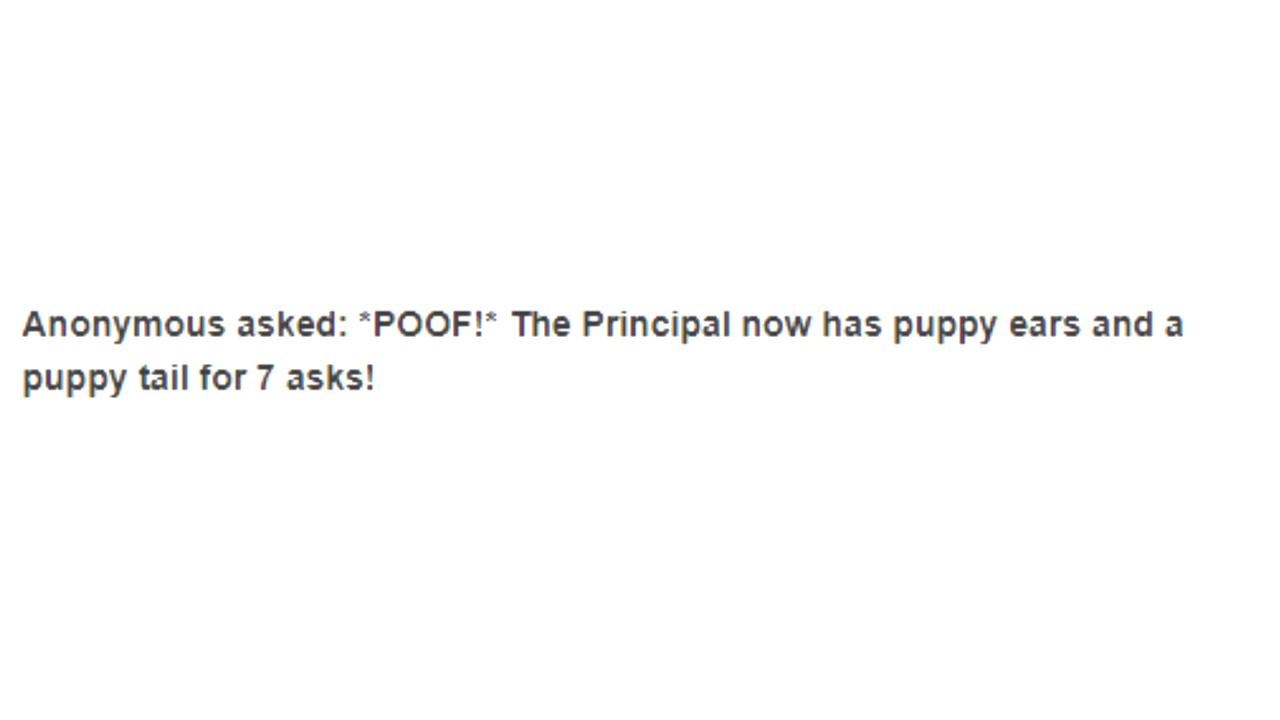 Anonymous asked: *POOF!* The Principal now has puppy ears and a
puppy tail for 7 asks!